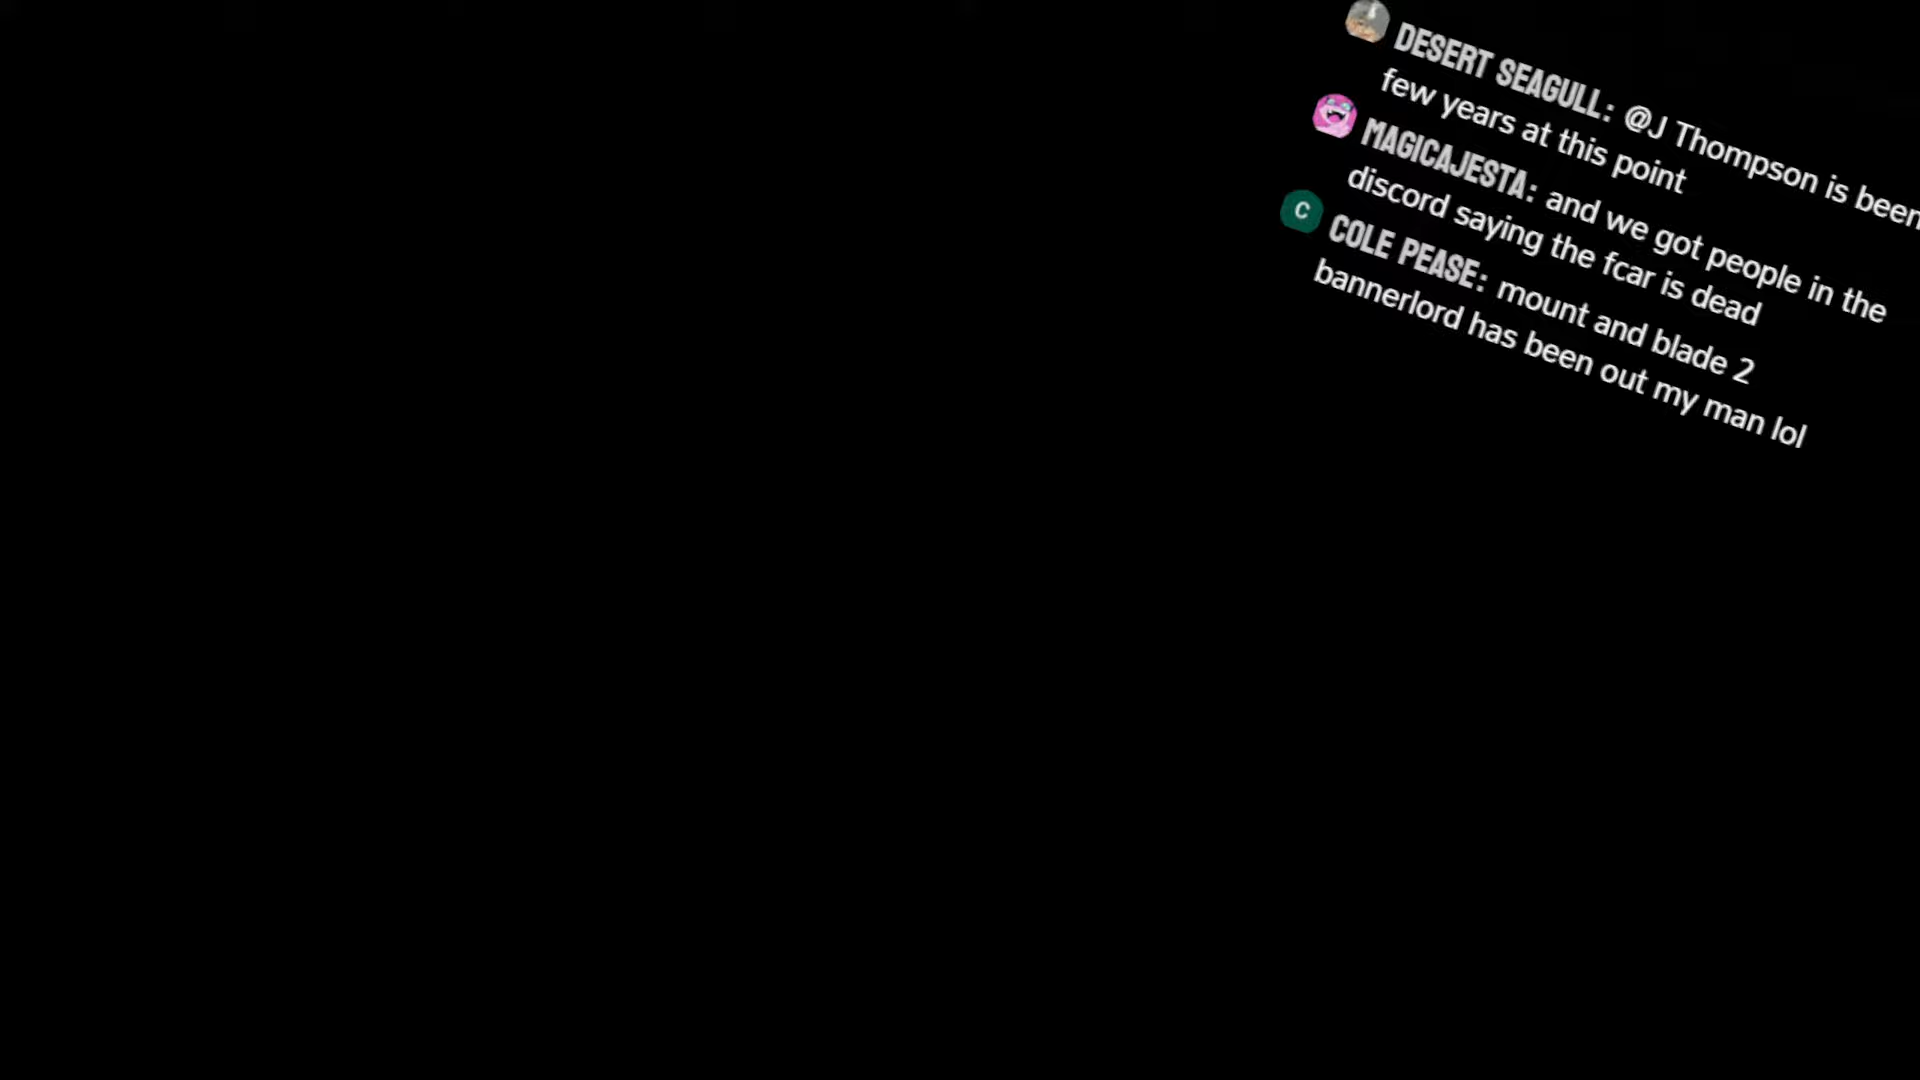 DESERT SEAGULL: @J Thompson is been
few years at this point
MAGICAJESTA: and we got people in the
discord saying the fcar is dead
C
COLE PEASE: mount and blade 2
bannerlord has been out my man lol